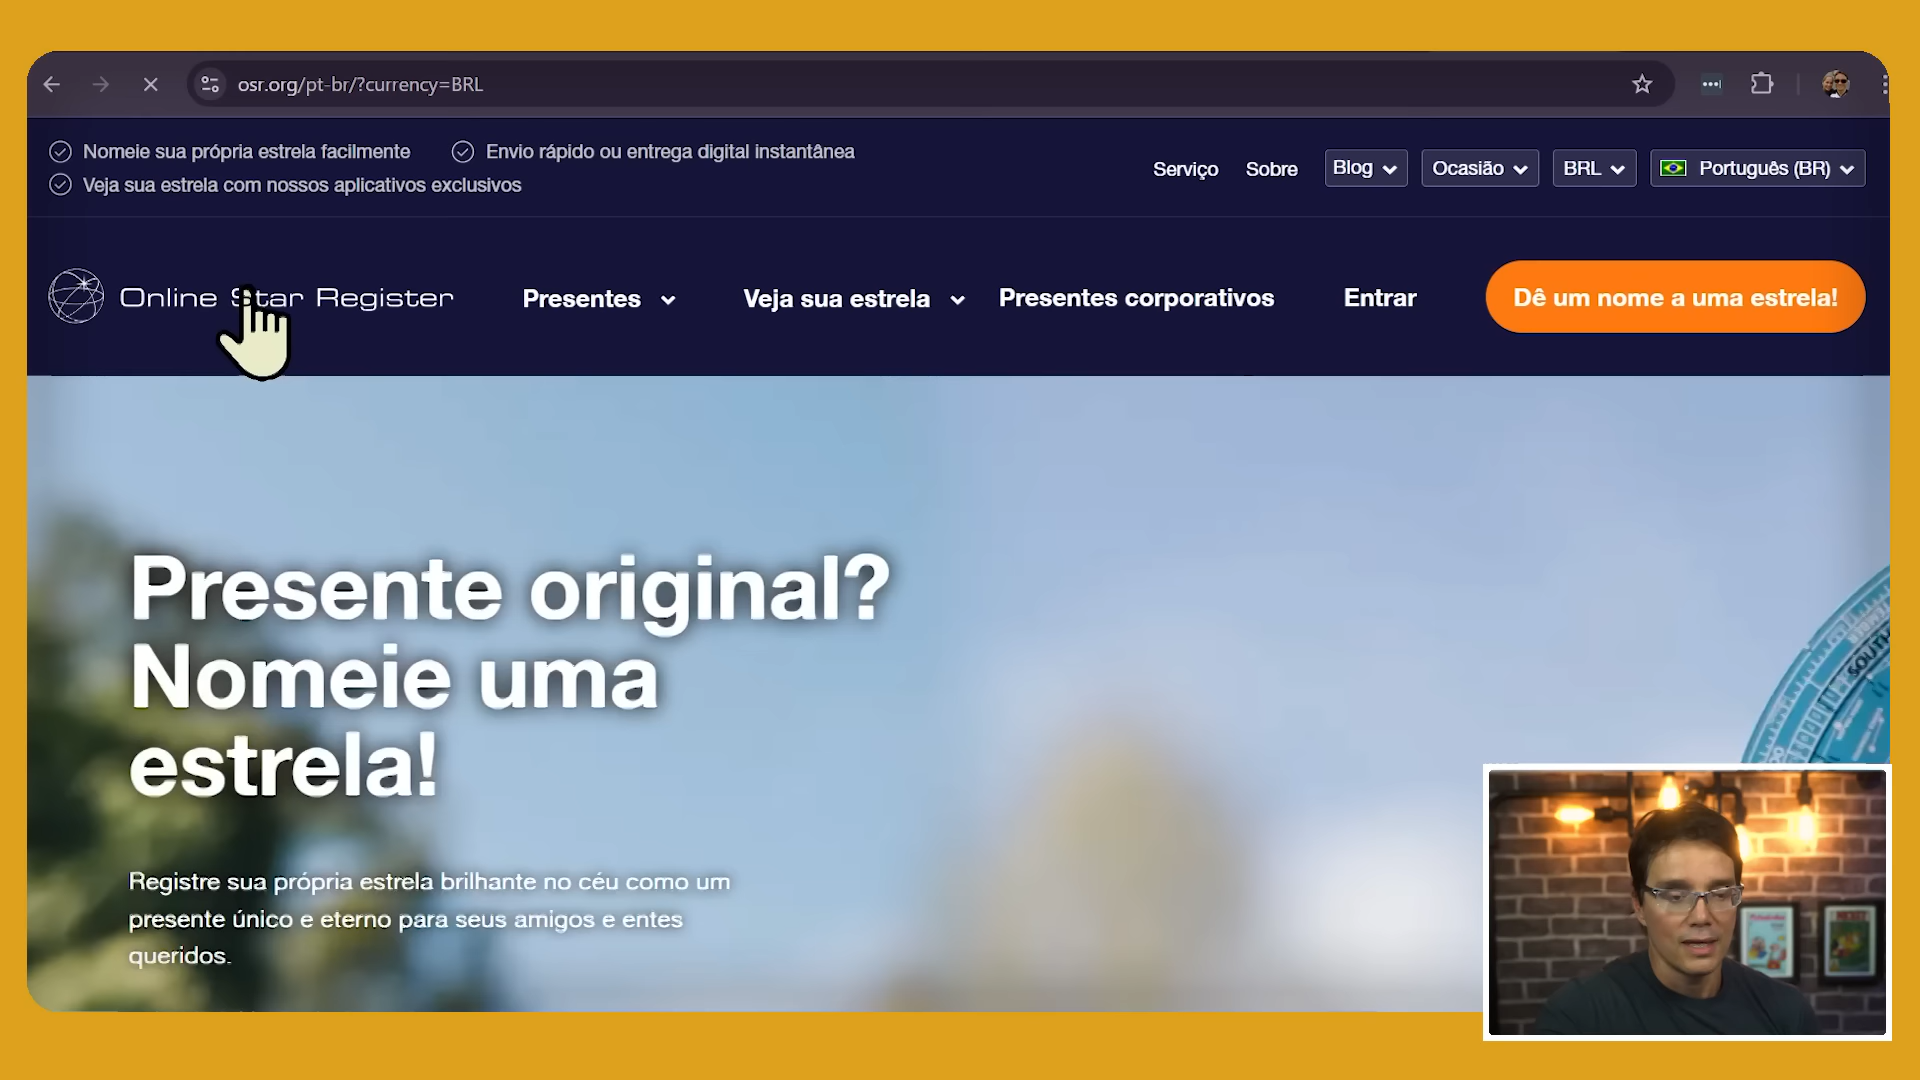 osr.org/pt-br/?currency=BRL
Nomeie sua própria estrela facilmente
Envio rápido ou entrega digital instantânea
Veja sua estrela com nossos aplicativos exclusivos
Serviço
Sobre
Blog
Ocasião
BRL
Português (BR)
Online Star Register
Presentes
Veja sua estrela
Presentes corporativos
Entrar
Dê um nome a uma estrela!
Presente original?
Nomeie uma
estrela!
Registre sua própria estrela brilhante no céu como um
presente único e eterno para seus amigos e entes
queridos.